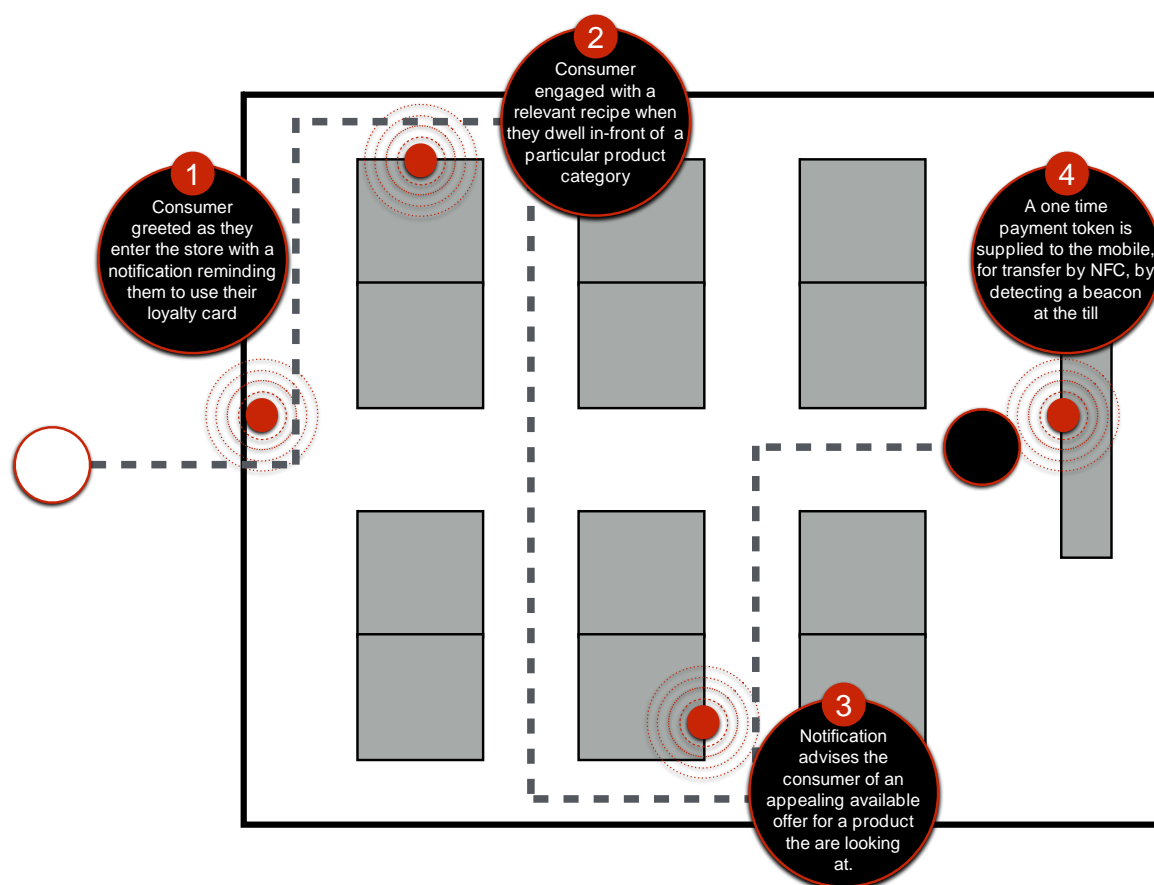 1
Consumer
greeted as they
enter the store with a
notification reminding
them to use their
loyalty card
2
Consumer
engaged with a
relevant recipe when
they dwell in-front of a
particular product
category
3
Notification
advises the
consumer of an
appealing available
offer for a product
the are looking
at.
4
A one time
payment token is
supplied to the mobile,
for transfer by NFC, by
detecting a beacon
at the till